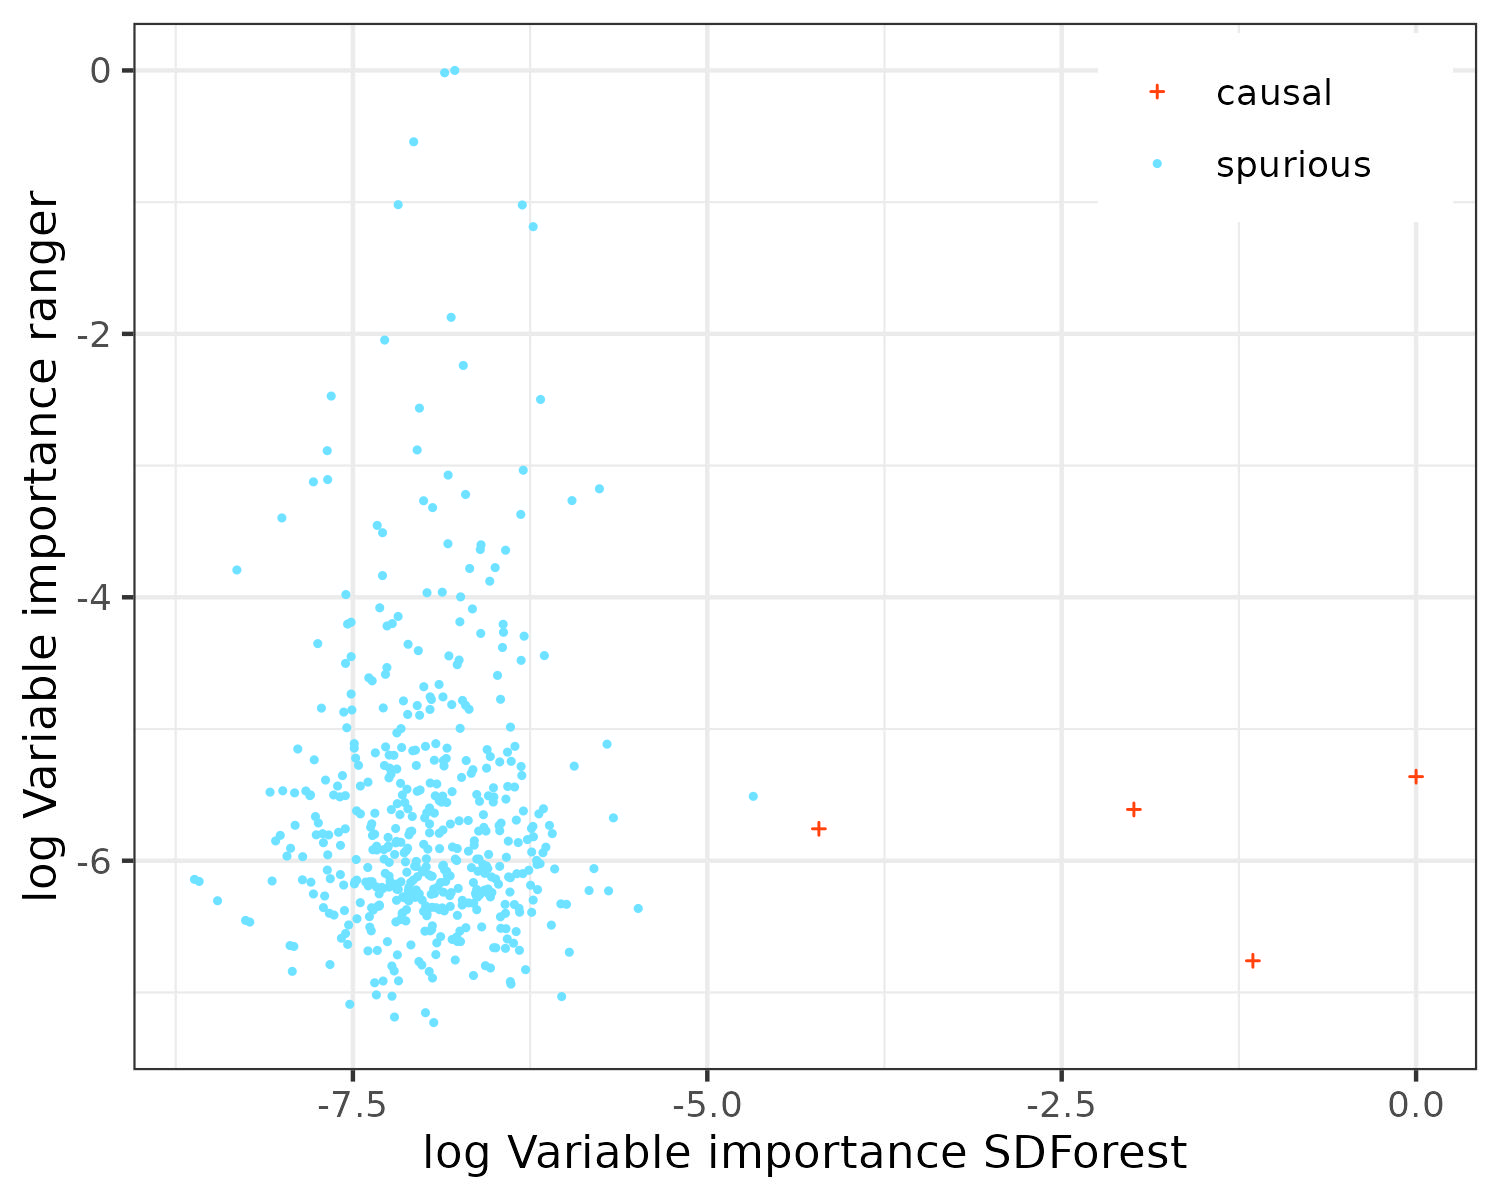 causal
spurious
log Variable importance ranger
0
-2
-4
-6
-7.5
-5.0
-2.5
0.0
log Variable importance SDForest